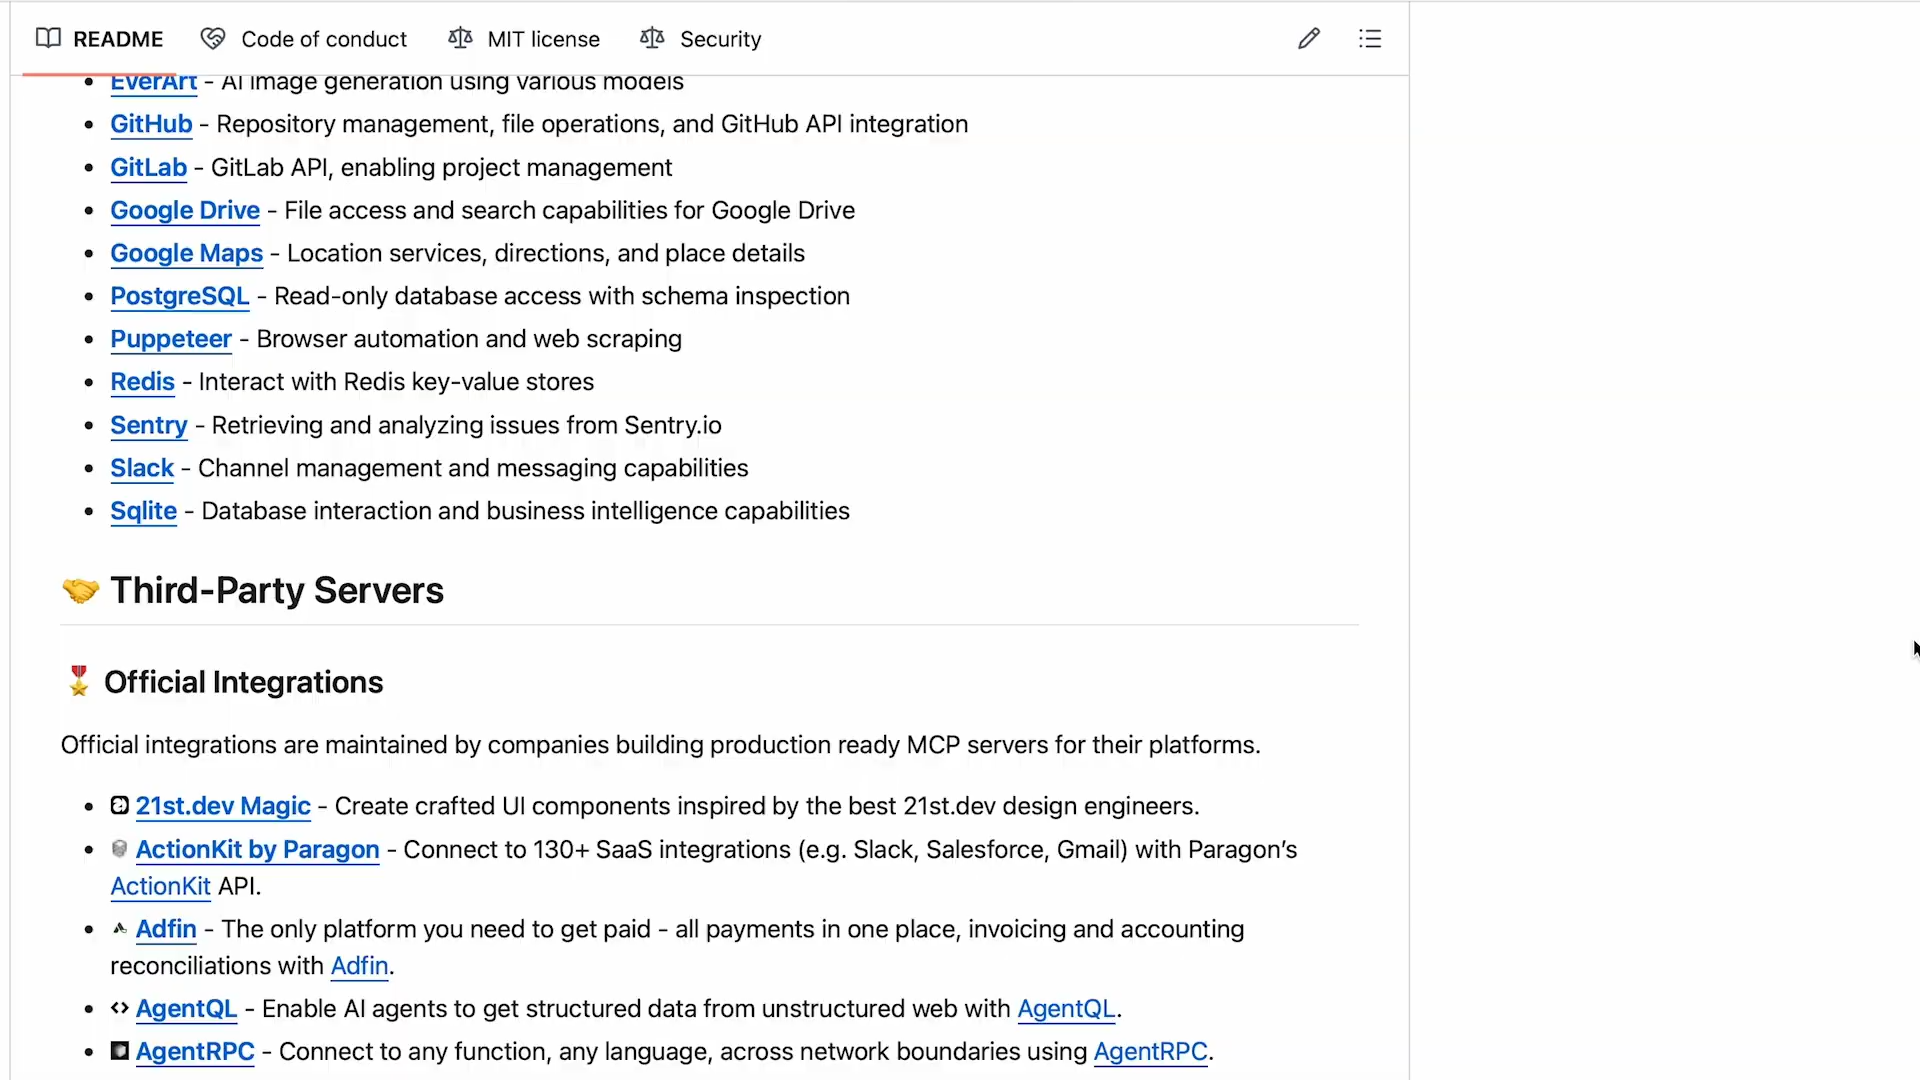 README
Code of conduct
MIT license
Security
EverArt - AI image generation using various models
GitHub - Repository management, file operations, and GitHub API integration
GitLab - GitLab API, enabling project management
Google Drive - File access and search capabilities for Google Drive
Google Maps - Location services, directions, and place details
PostgreSQL - Read-only database access with schema inspection
Puppeteer - Browser automation and web scraping
Redis - Interact with Redis key-value stores
Sentry - Retrieving and analyzing issues from Sentry.io
Slack - Channel management and messaging capabilities
Sqlite - Database interaction and business intelligence capabilities
Third-Party Servers
Official Integrations
Official integrations are maintained by companies building production ready MCP servers for their platforms.
21st.dev Magic - Create crafted UI components inspired by the best 21st.dev design engineers.
ActionKit by Paragon - Connect to 130+ SaaS integrations (e.g. Slack, Salesforce, Gmail) with Paragon’s
ActionKit API.
Adfin - The only platform you need to get paid - all payments in one place, invoicing and accounting
reconciliations with Adfin.
AgentQL - Enable AI agents to get structured data from unstructured web with AgentQL.
AgentRPC - Connect to any function, any language, across network boundaries using AgentRPC.